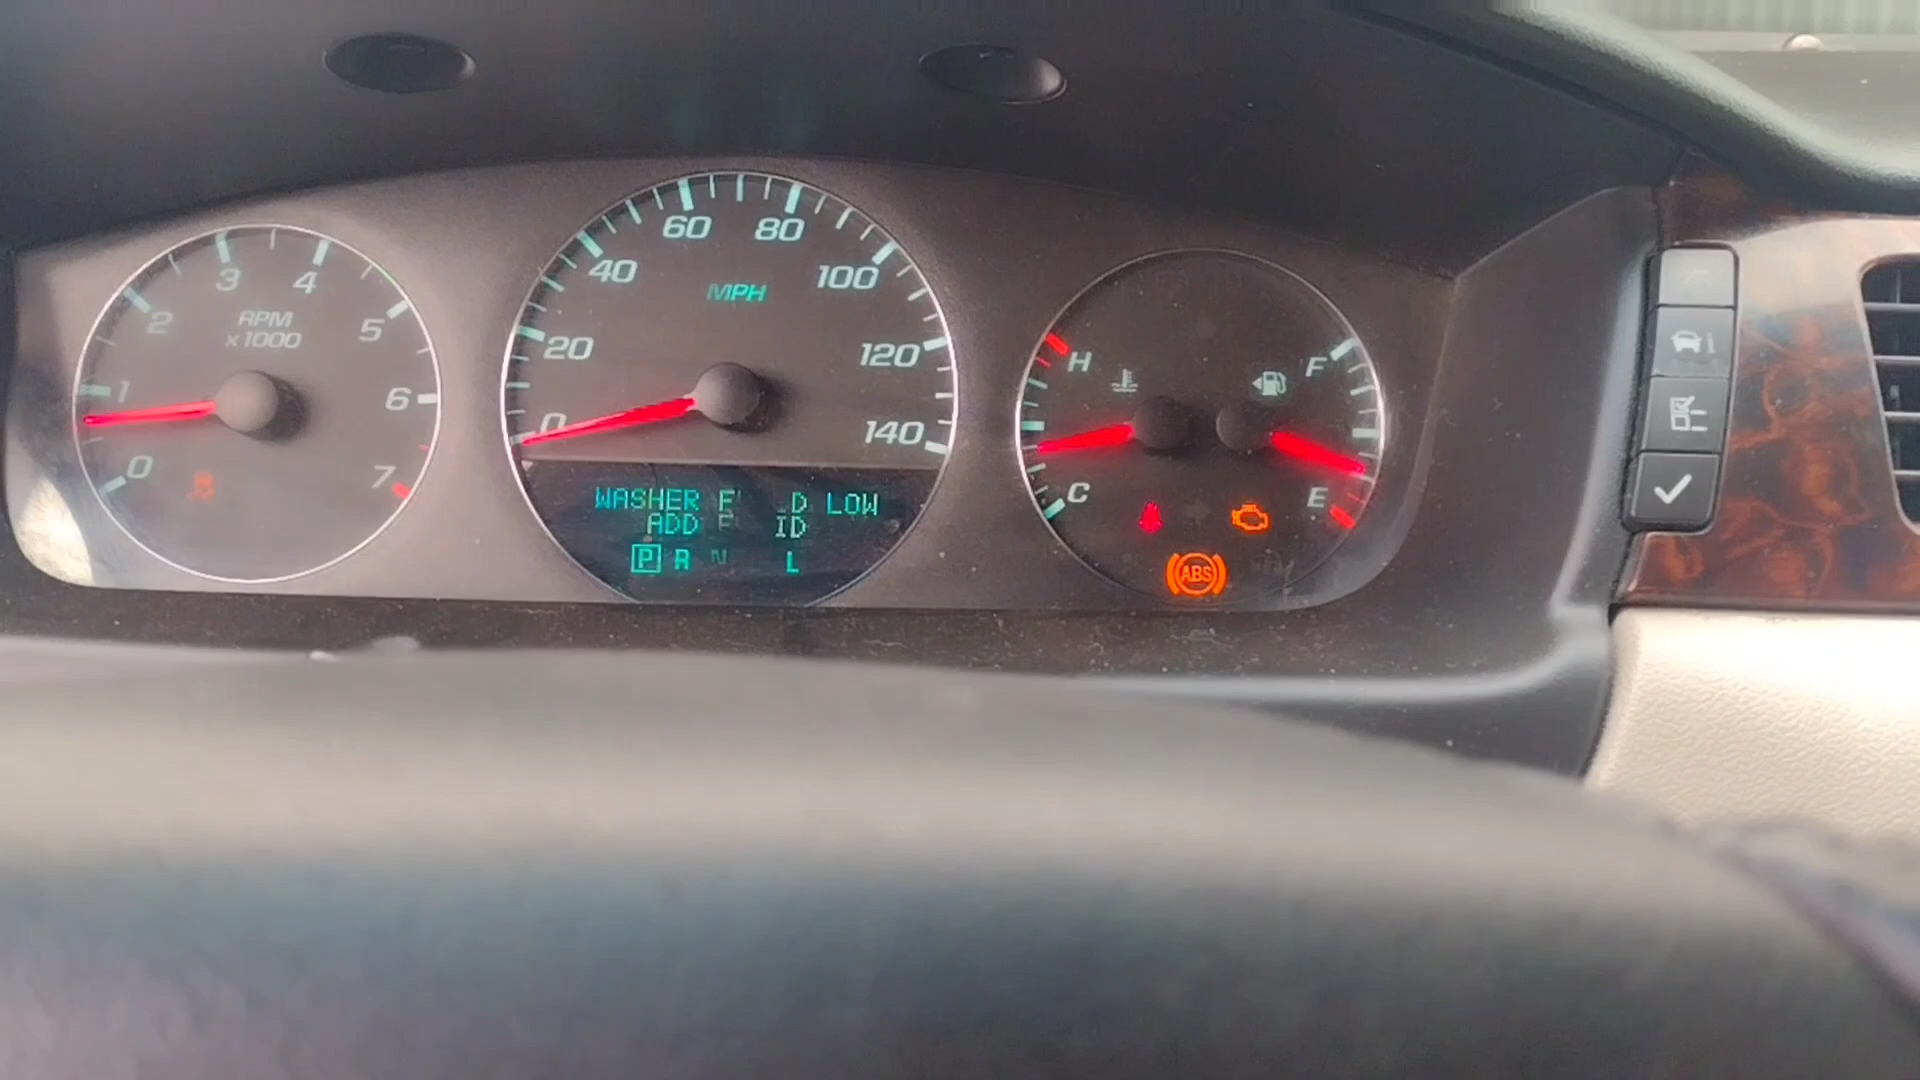 0 1 2 3 4 5 6 7
RPM
x1000
0 20 40 60 80 100 120 140
MPH
WASHER F D LOW
ADD F ID
P R N L
H
C
F
E
ABS